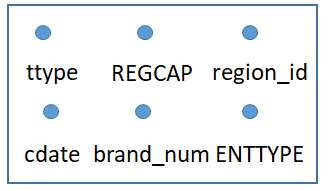 ttype REGCAP region_id
cdate brand_num ENTTYPE